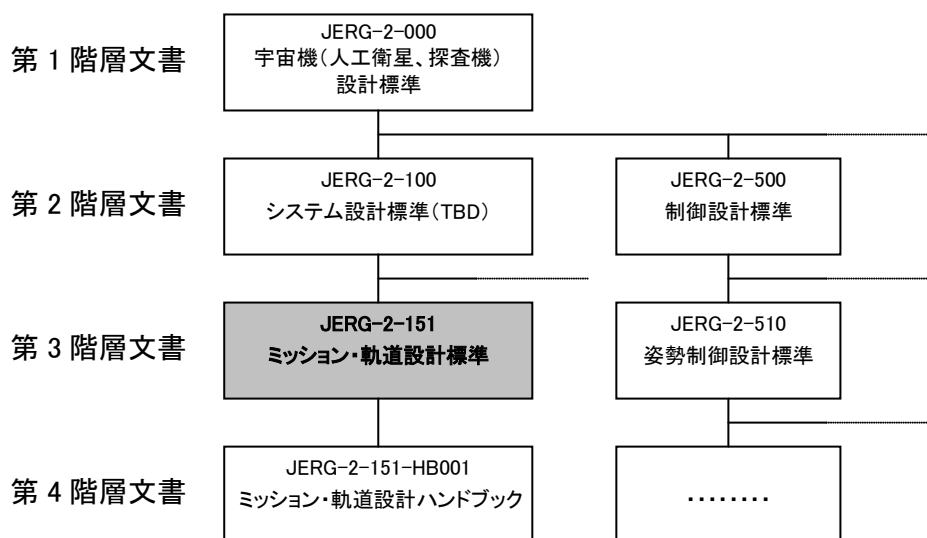 第 1 階層文書
JERG-2-000
宇宙機(人工衛星、探査機)
設計標準
第 2 階層文書
JERG-2-100
システム設計標準(TBD)
JERG-2-500
制御設計標準
第 3 階層文書
JERG-2-151
ミッション・軌道設計標準
JERG-2-510
姿勢制御設計標準
第 4 階層文書
JERG-2-151-HB001
ミッション・軌道設計ハンドブック
········